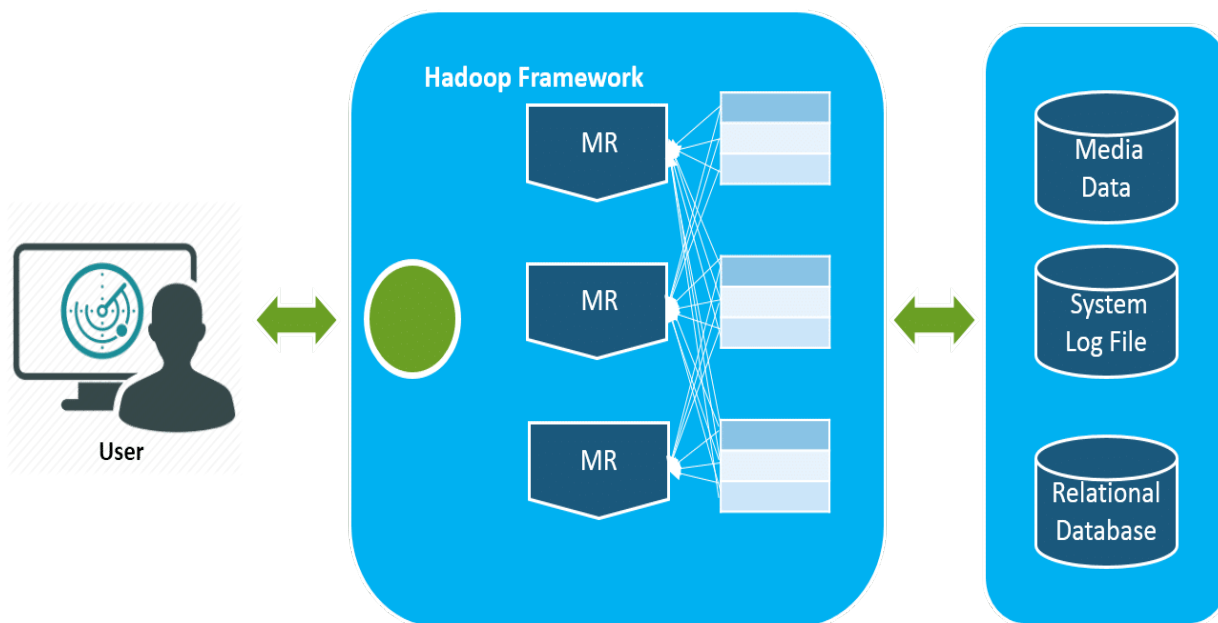 Hadoop Framework
MR
MR
MR
User
Media
Data
System
Log File
Relational
Database